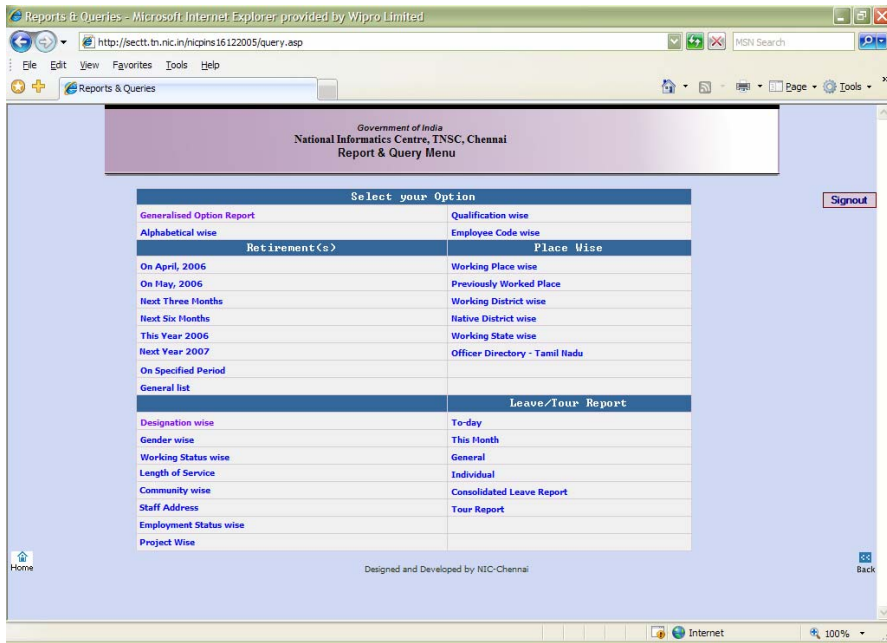 Reports & Queries - Microsoft Internet Explorer provided by Wipro Limited
http://sectt.tn.nic.in/nicpins16122005/query.asp
MSN Search
File Edit View Favorites Tools Help
Reports & Queries
Page
Tools
Government of India
National Informatics Centre, TNSC, Chennai
Report & Query Menu
Signout
Select your Option
Generalised Option Report Qualification wise
Alphabetical wise Employee Code wise
Retirement(s) Place Wise
On April, 2006 Working Place wise
On May, 2006 Previously Worked Place
Next Three Months Working District wise
Next Six Months Native District wise
This Year 2006 Working State wise
Next Year 2007 Officer Directory - Tamil Nadu
On Specified Period
General list
Leave/Tour Report
Designation wise To-day
Gender wise This Month
Working Status wise General
Length of Service Individual
Community wise Consolidated Leave Report
Staff Address Tour Report
Employment Status wise
Project Wise
Home
Designed and Developed by NIC-Chennai
Back
Internet
100%